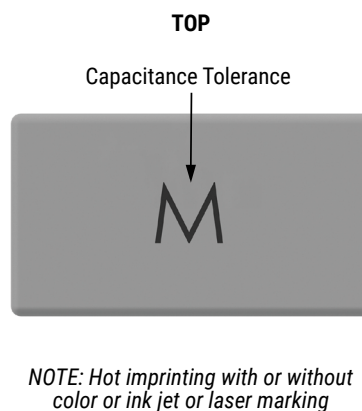 TOP
Capacitance Tolerance
M
NOTE: Hot imprinting with or without
color or ink jet or laser marking